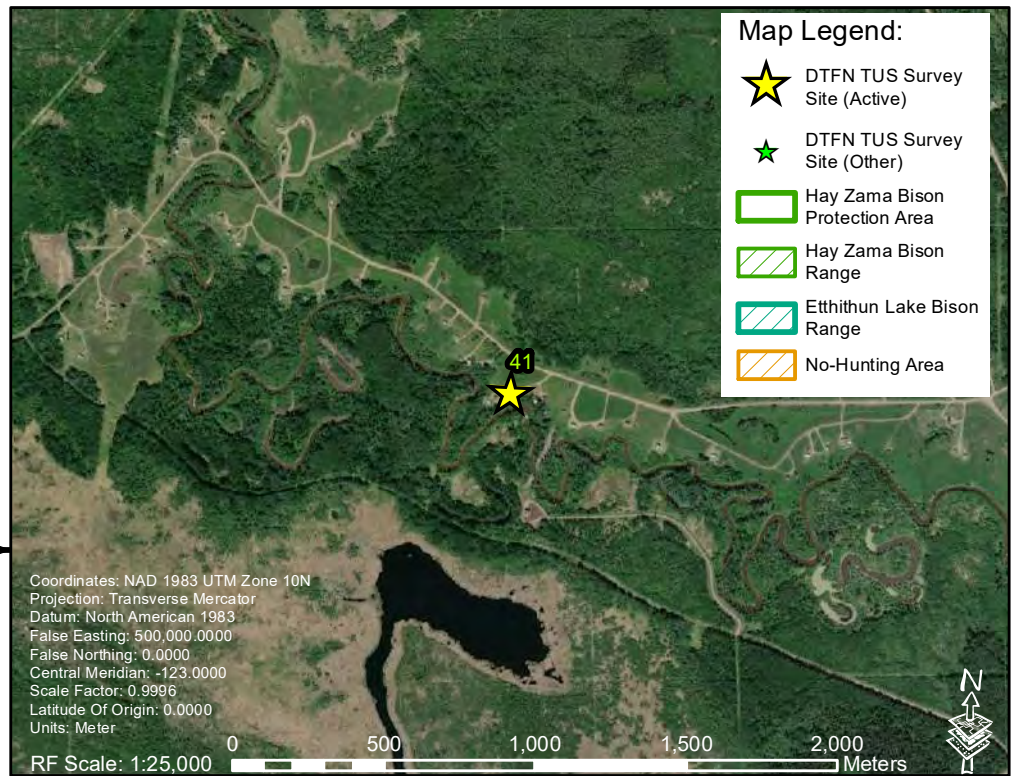 Map Legend:
DTFN TUS Survey
Site (Active)
DTFN TUS Survey
Site (Other)
Hay Zama Bison
Protection Area
Hay Zama Bison
Range
Etthithun Lake Bison
Range
No-Hunting Area
41
Coordinates: NAD 1983 UTM Zone 10N
Projection: Transverse Mercator
Datum: North American 1983
False Easting: 500,000.0000
False Northing: 0.0000
Central Meridian: -123.0000
Scale Factor: 0.9996
Latitude Of Origin: 0.0000
Units: Meter
RF Scale: 1:25,000
0 500 1,000 1,500 2,000
Meters
N